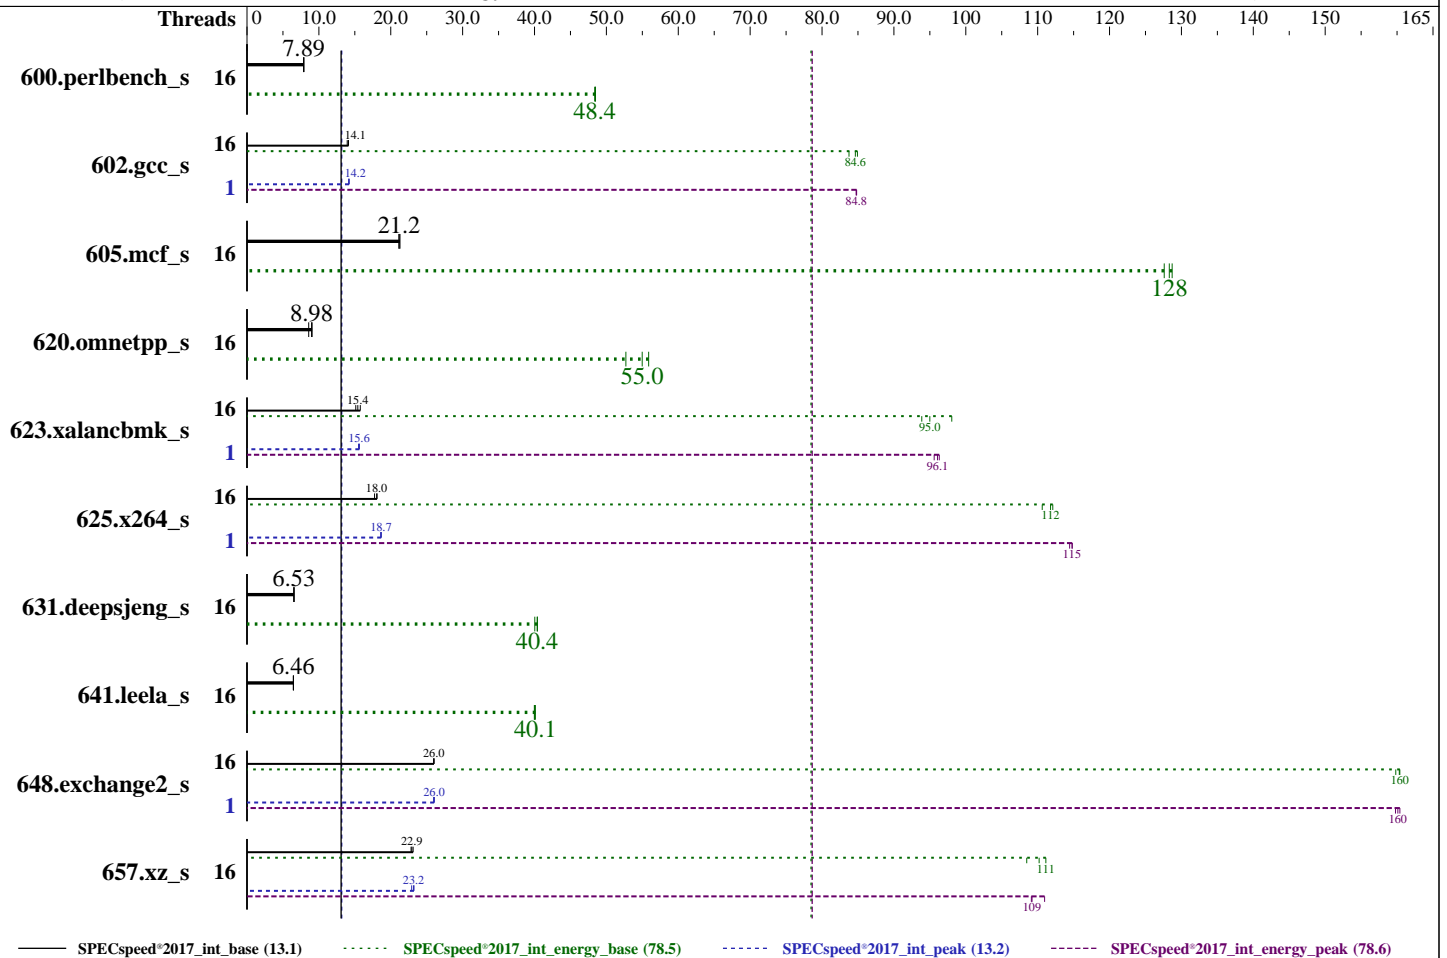 Threads 0 10.0 20.0 30.0 40.0 50.0 60.0 70.0 80.0 90.0 100 110 120 130 140 150 165
7.89
600.perlbench_s 16
48.4
16 14.1
84.6
602.gcc_s
14.2
1
84.8
21.2
605.mcf_s 16
128
8.98
620.omnetpp_s 16
55.0
16 15.4
95.0
623.xalancbmk_s
15.6
1
96.1
16 18.0
112
625.x264_s
18.7
1
115
6.53
631.deepsjeng_s 16
40.4
6.46
641.leela_s 16
40.1
26.0
16
160
648.exchange2_s
26.0
1
160
22.9
111
657.xz_s 16
23.2
109
SPECspeed®2017_int_base (13.1) SPECspeed®2017_int_energy_base (78.5) SPECspeed®2017_int_peak (13.2) SPECspeed®2017_int_energy_peak (78.6)